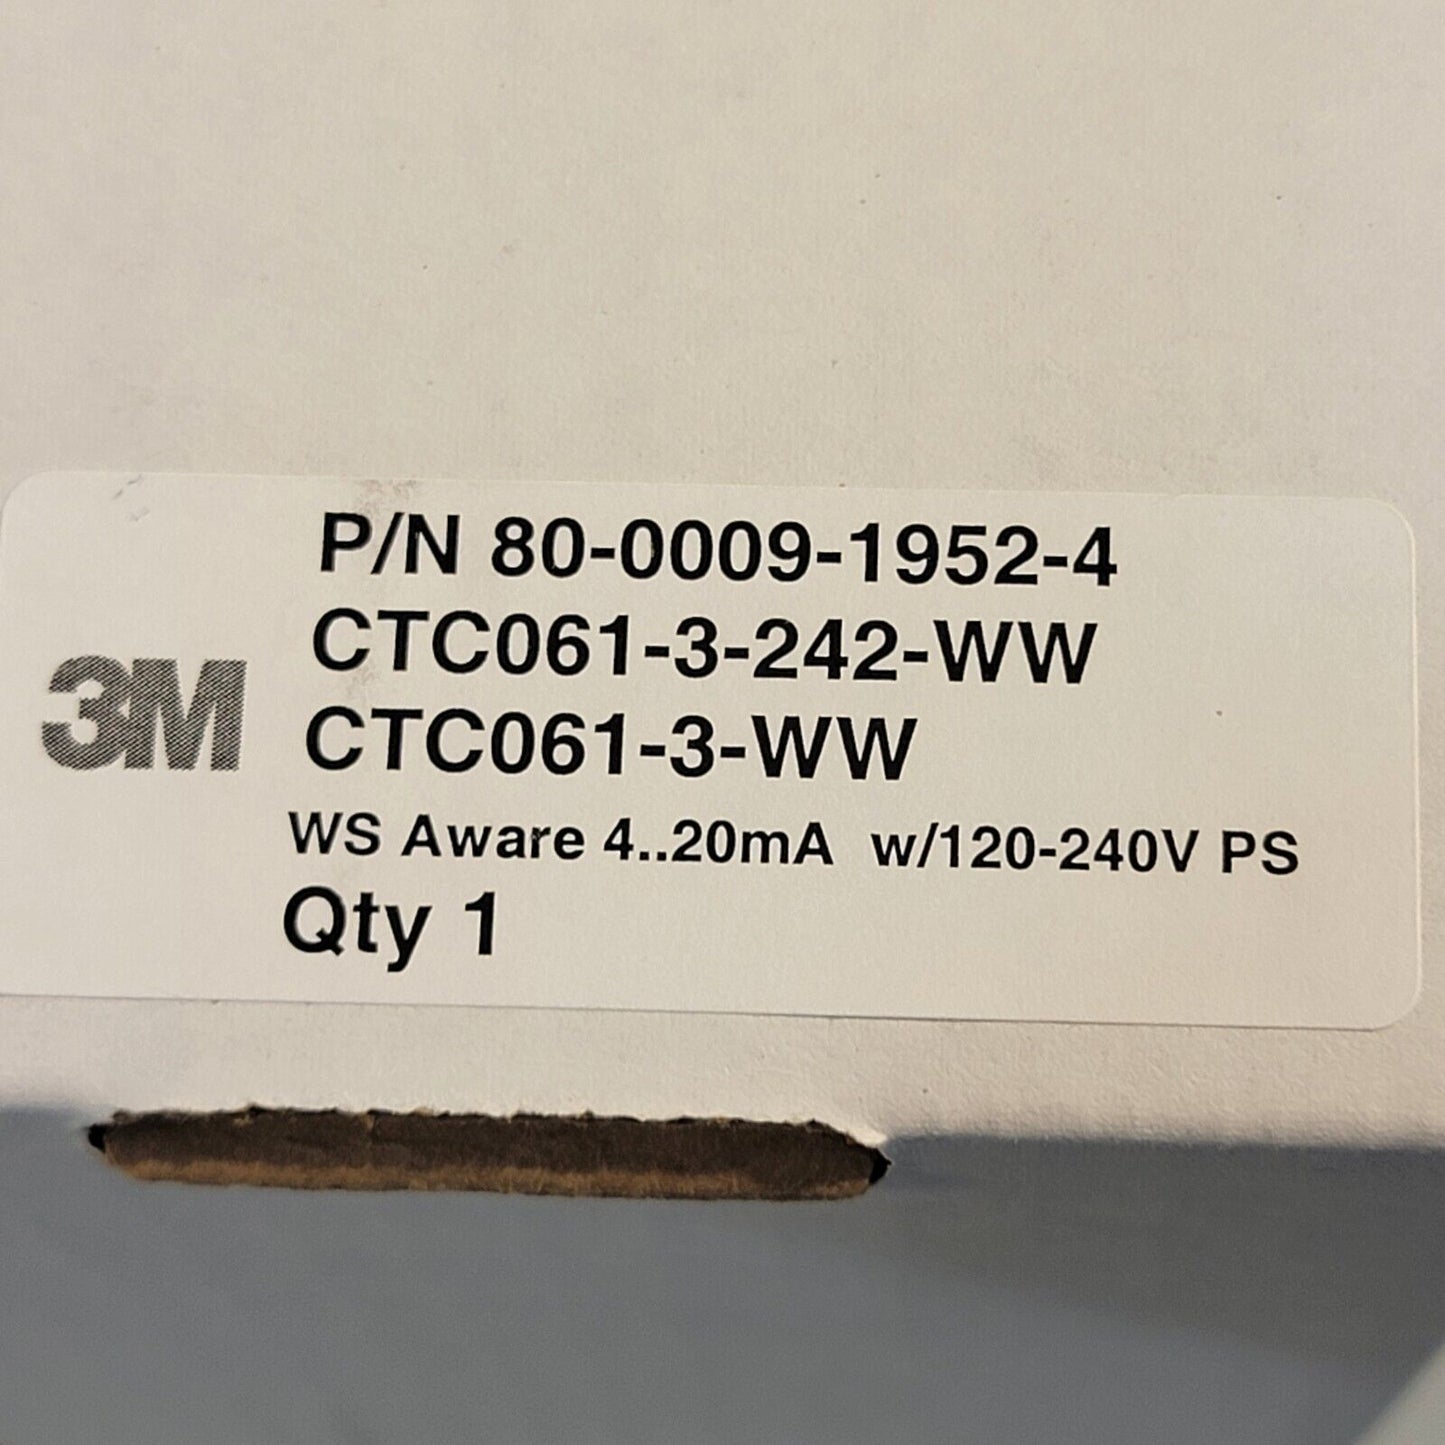 P/N 80-0009-1952-4
CTC061-3-242-WW
3M
CTC061-3-WW
WS Aware 4..20mA w/120-240V PS
Qty 1